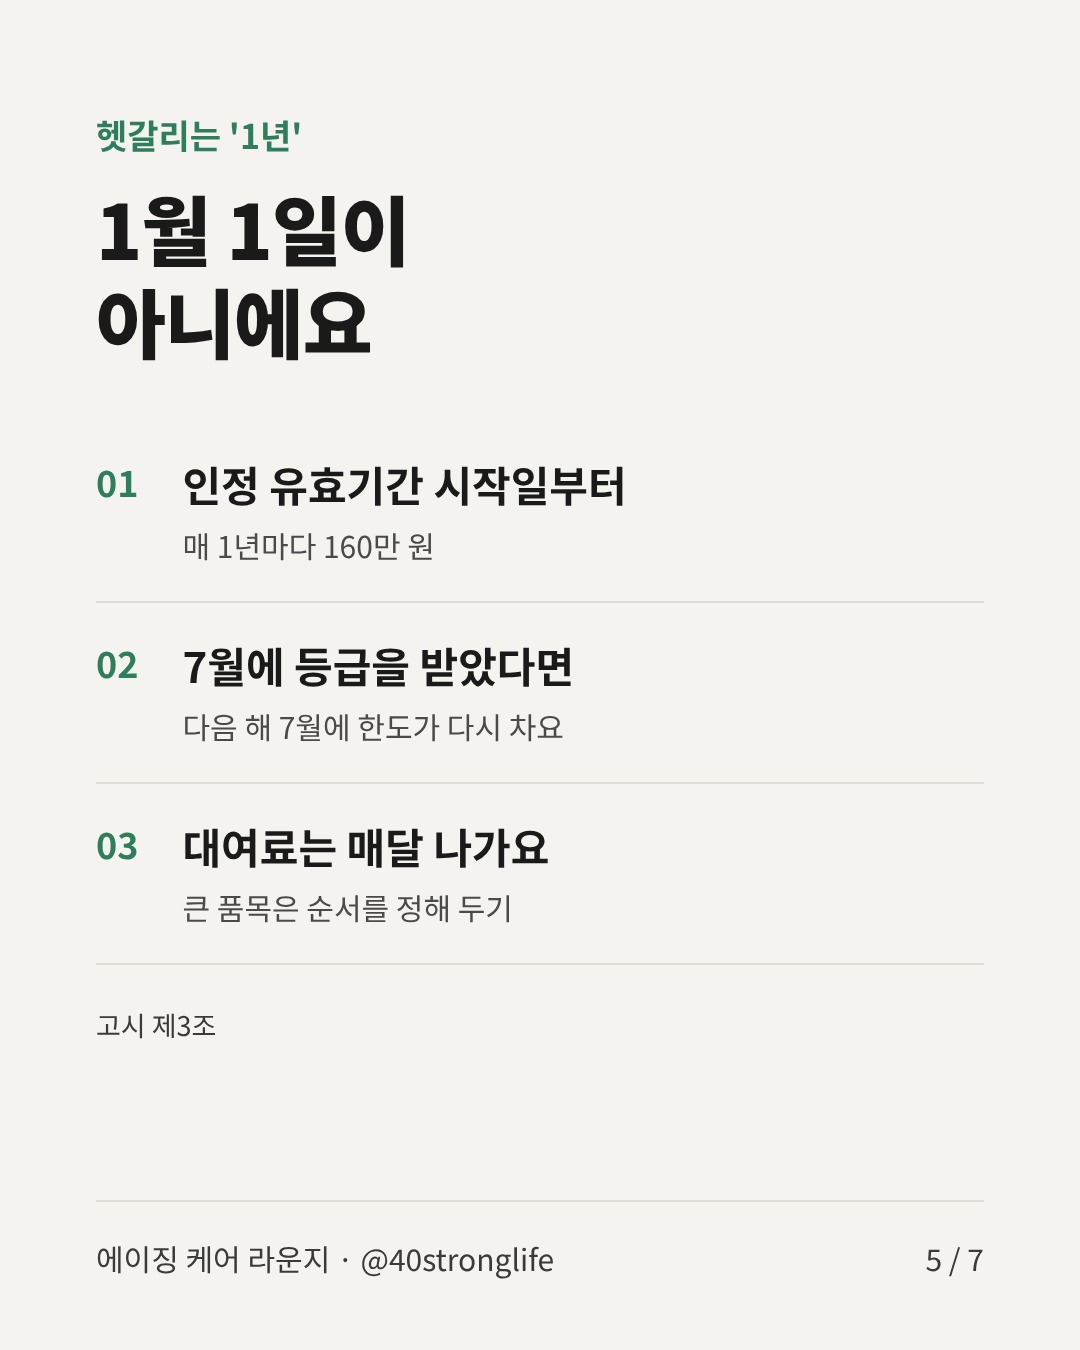 헷갈리는 '1년'
1월 1일이
아니에요
01 인정 유효기간 시작일부터
매 1년마다 160만 원
02 7월에 등급을 받았다면
다음 해 7월에 한도가 다시 차요
03 대여료는 매달 나가요
큰 품목은 순서를 정해 두기
고시 제3조
에이징 케어 라운지 · @40stronglife
5 / 7